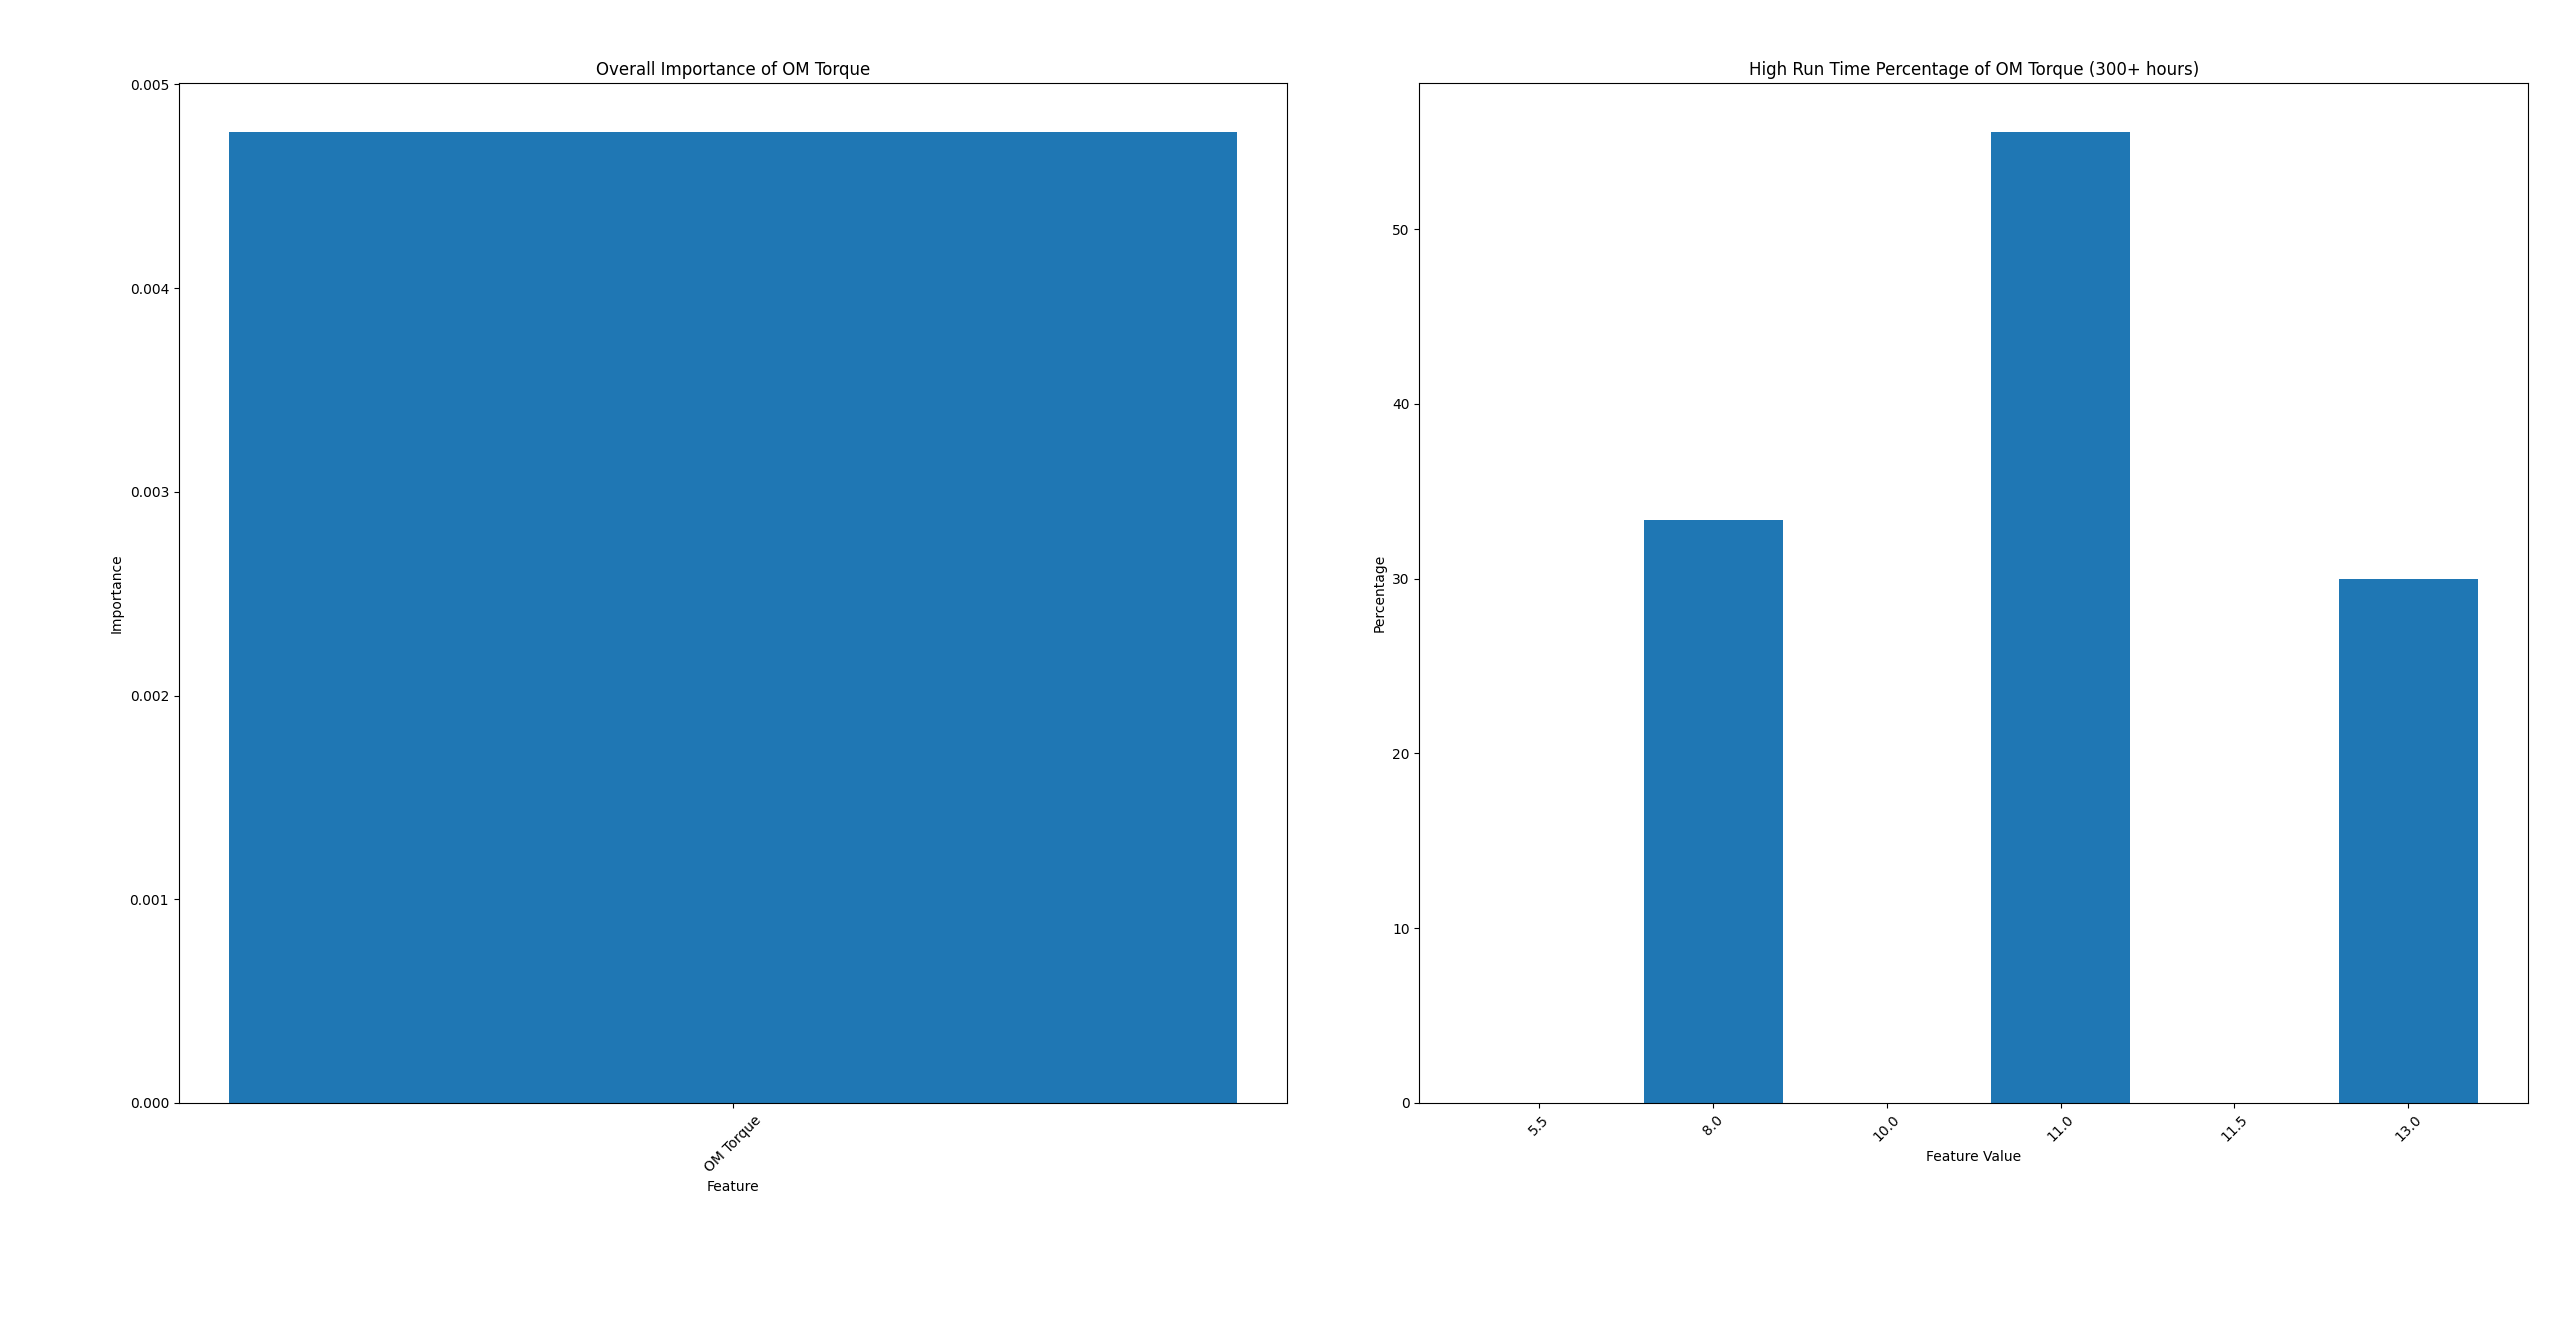 Overall Importance of OM Torque
0.005
0.004
0.003
0.002
0.001
0.000
Importance
OM Torque
Feature
High Run Time Percentage of OM Torque (300+ hours)
50
40
30
20
10
0
Percentage
5.5
8.0
10.0
11.0
11.5
13.0
Feature Value